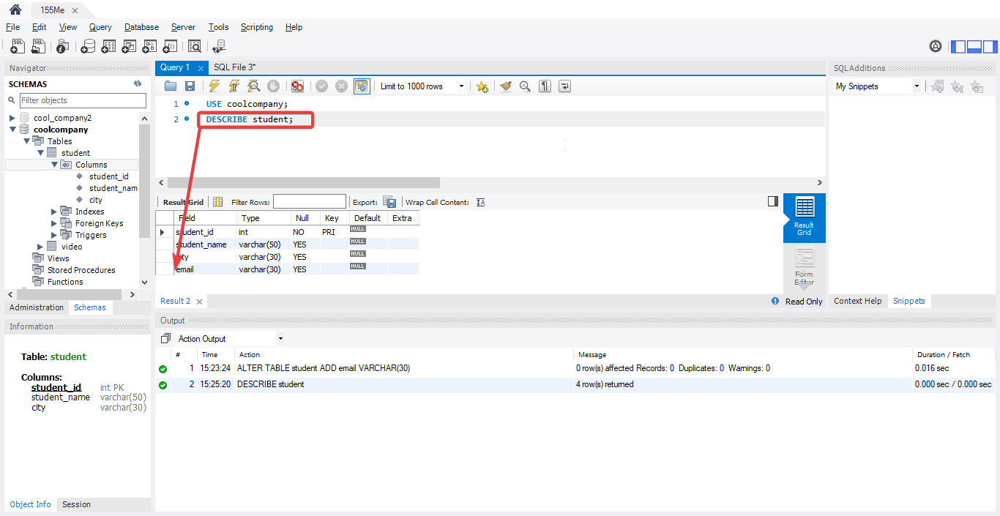 155Me
File Edit View Query Database Server Tools Scripting Help
Navigator
SCHEMAS
Filter objects
cool_company2
coolcompany
Tables
student
Columns
student_id
student_nam
city
Indexes
Foreign Keys
Triggers
video
Views
Stored Procedures
Functions
Administration Schemas
Information
Table: student
Columns:
student_id int PK
student_name varchar(50)
city varchar(30)
Object Info Session
Query 1 SQL File 3*
Limit to 1000 rows
1 USE coolcompany;
2 DESCRIBE student;
Result Grid Filter Rows: Export: Wrap Cell Content:
Field Type Null Key Default Extra
student_id int NO PRI NULL
student_name varchar(50) YES NULL
city varchar(30) YES NULL
email varchar(30) YES NULL
Result Grid
Form Editor
Result 2 Read Only
Output
Action Output
# Time Action Message Duration / Fetch
1 15:23:24 ALTER TABLE student ADD email VARCHAR(30) 0 row(s) affected Records: 0 Duplicates: 0 Warnings: 0 0.016 sec
2 15:25:20 DESCRIBE student 4 row(s) returned 0.000 sec / 0.000 sec
SQLAdditions
My Snippets
Context Help Snippets